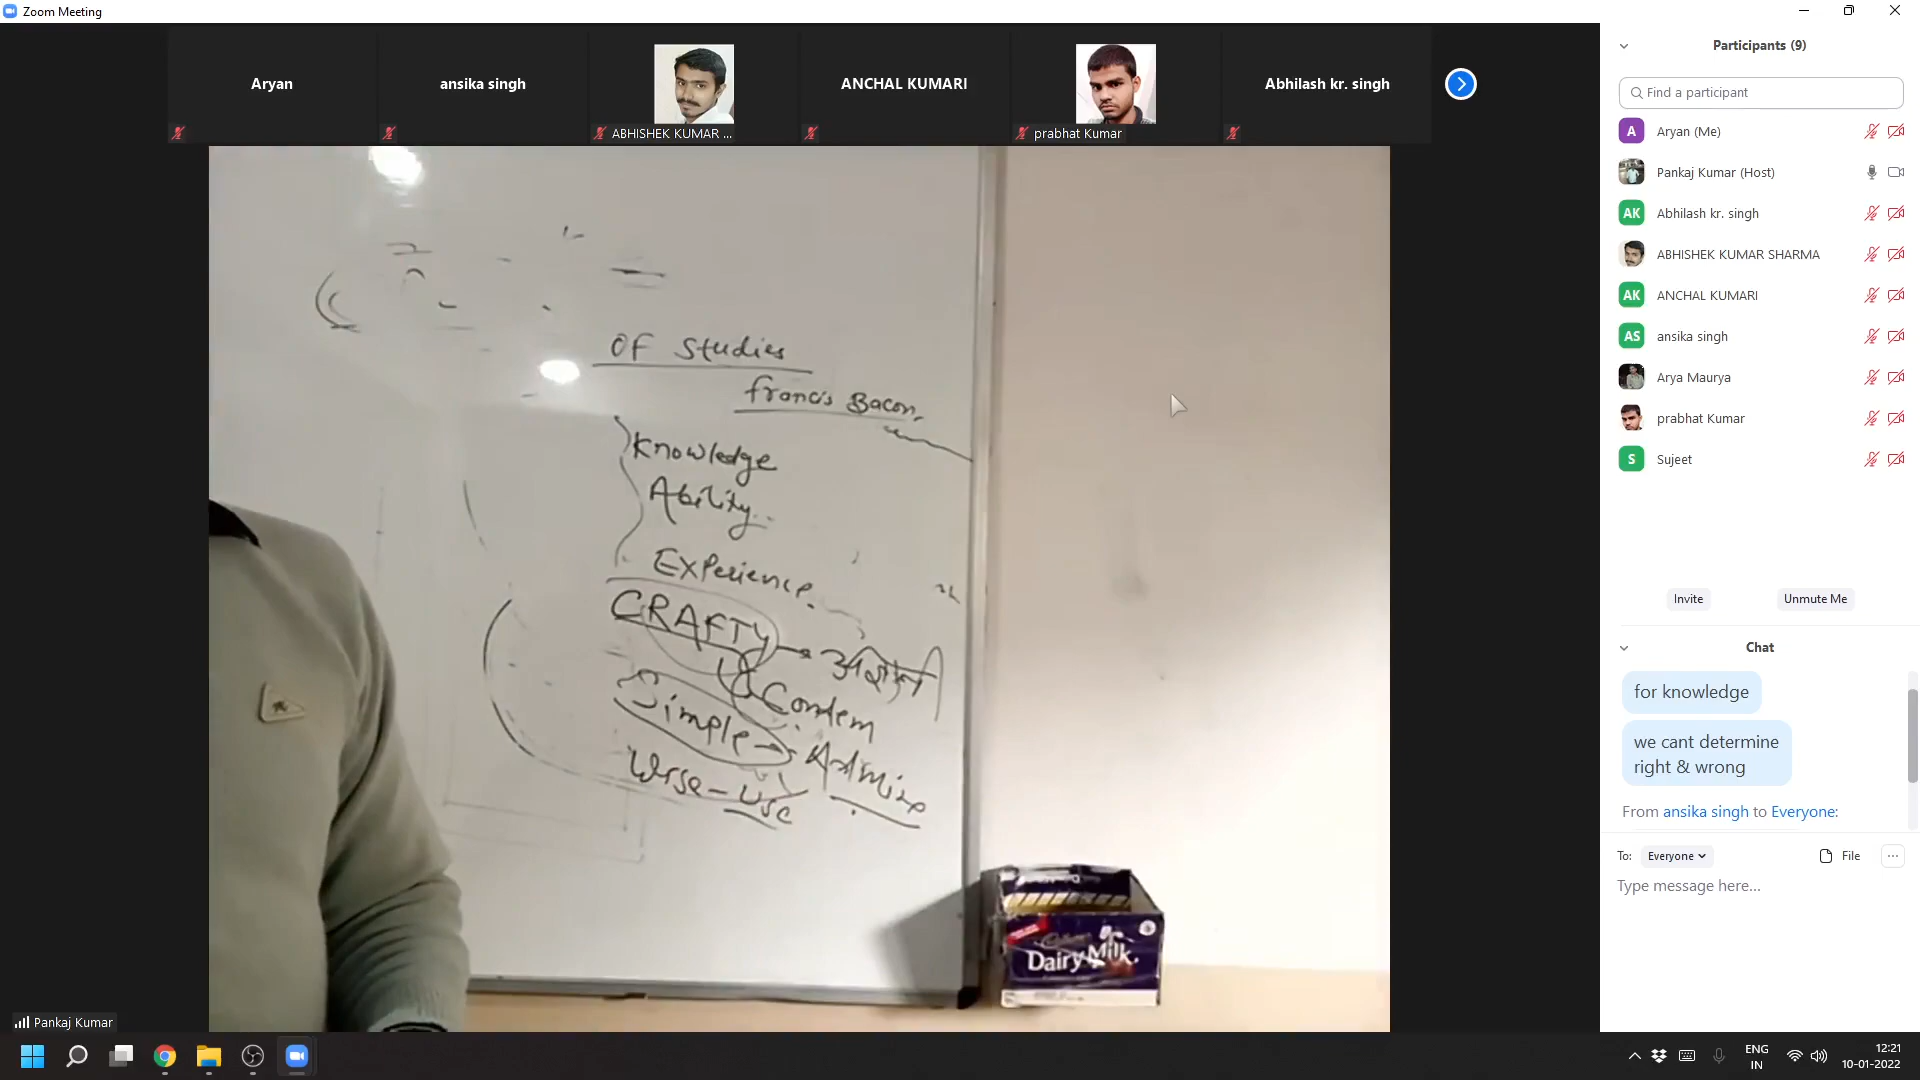 Zoom Meeting
Aryan
ansika singh
ABHISHEK KUMAR ...
ANCHAL KUMARI
prabhat Kumar
Abhilash kr. singh
OF Studies
francis Bacon,
Knowledge
Ability
Experience.
CRAFTY
Contem
Simple - Admire
Wise - use
Dairy Milk
Pankaj Kumar
Participants (9)
Find a participant
A Aryan (Me)
Pankaj Kumar (Host)
AK Abhilash kr. singh
ABHISHEK KUMAR SHARMA
AK ANCHAL KUMARI
AS ansika singh
Arya Maurya
prabhat Kumar
S Sujeet
Invite Unmute Me
Chat
for knowledge
we cant determine
right & wrong
From ansika singh to Everyone:
To: Everyone File ...
Type message here...
ENG
IN
12:21
10-01-2022